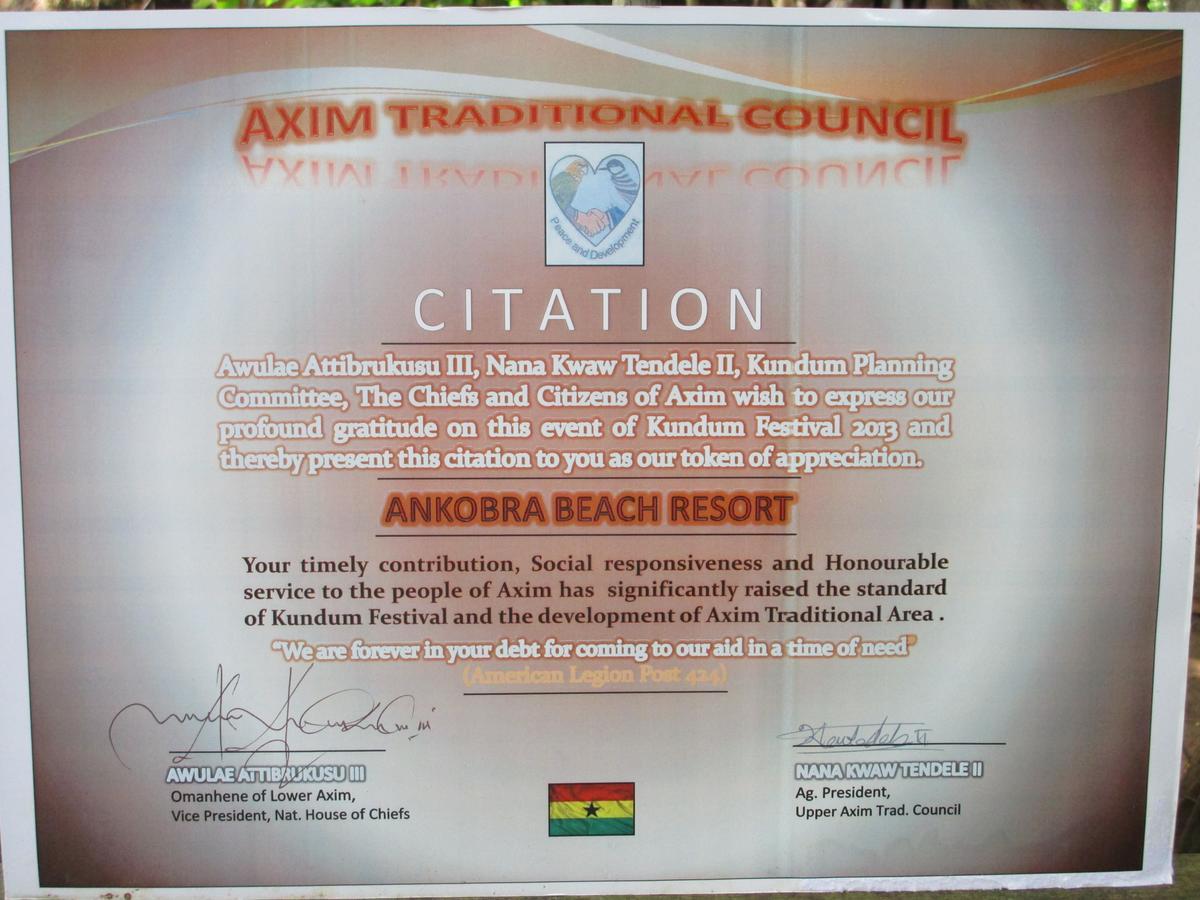 AXIM TRADITIONAL COUNCIL
Peace and Development
CITATION
Awulae Attibrukusu III, Nana Kwaw Tendele II, Kundum Planning
Committee, The Chiefs and Citizens of Axim wish to express our
profound gratitude on this event of Kundum Festival 2013 and
thereby present this citation to you as our token of appreciation.
ANKOBRA BEACH RESORT
Your timely contribution, Social responsiveness and Honourable
service to the people of Axim has significantly raised the standard
of Kundum Festival and the development of Axim Traditional Area .
"We are forever in your debt for coming to our aid in a time of need"
(American Legion Post 424)
AWULAE ATTIBRUKUSU III
Omanhene of Lower Axim,
Vice President, Nat. House of Chiefs
NANA KWAW TENDELE II
Ag. President,
Upper Axim Trad. Council